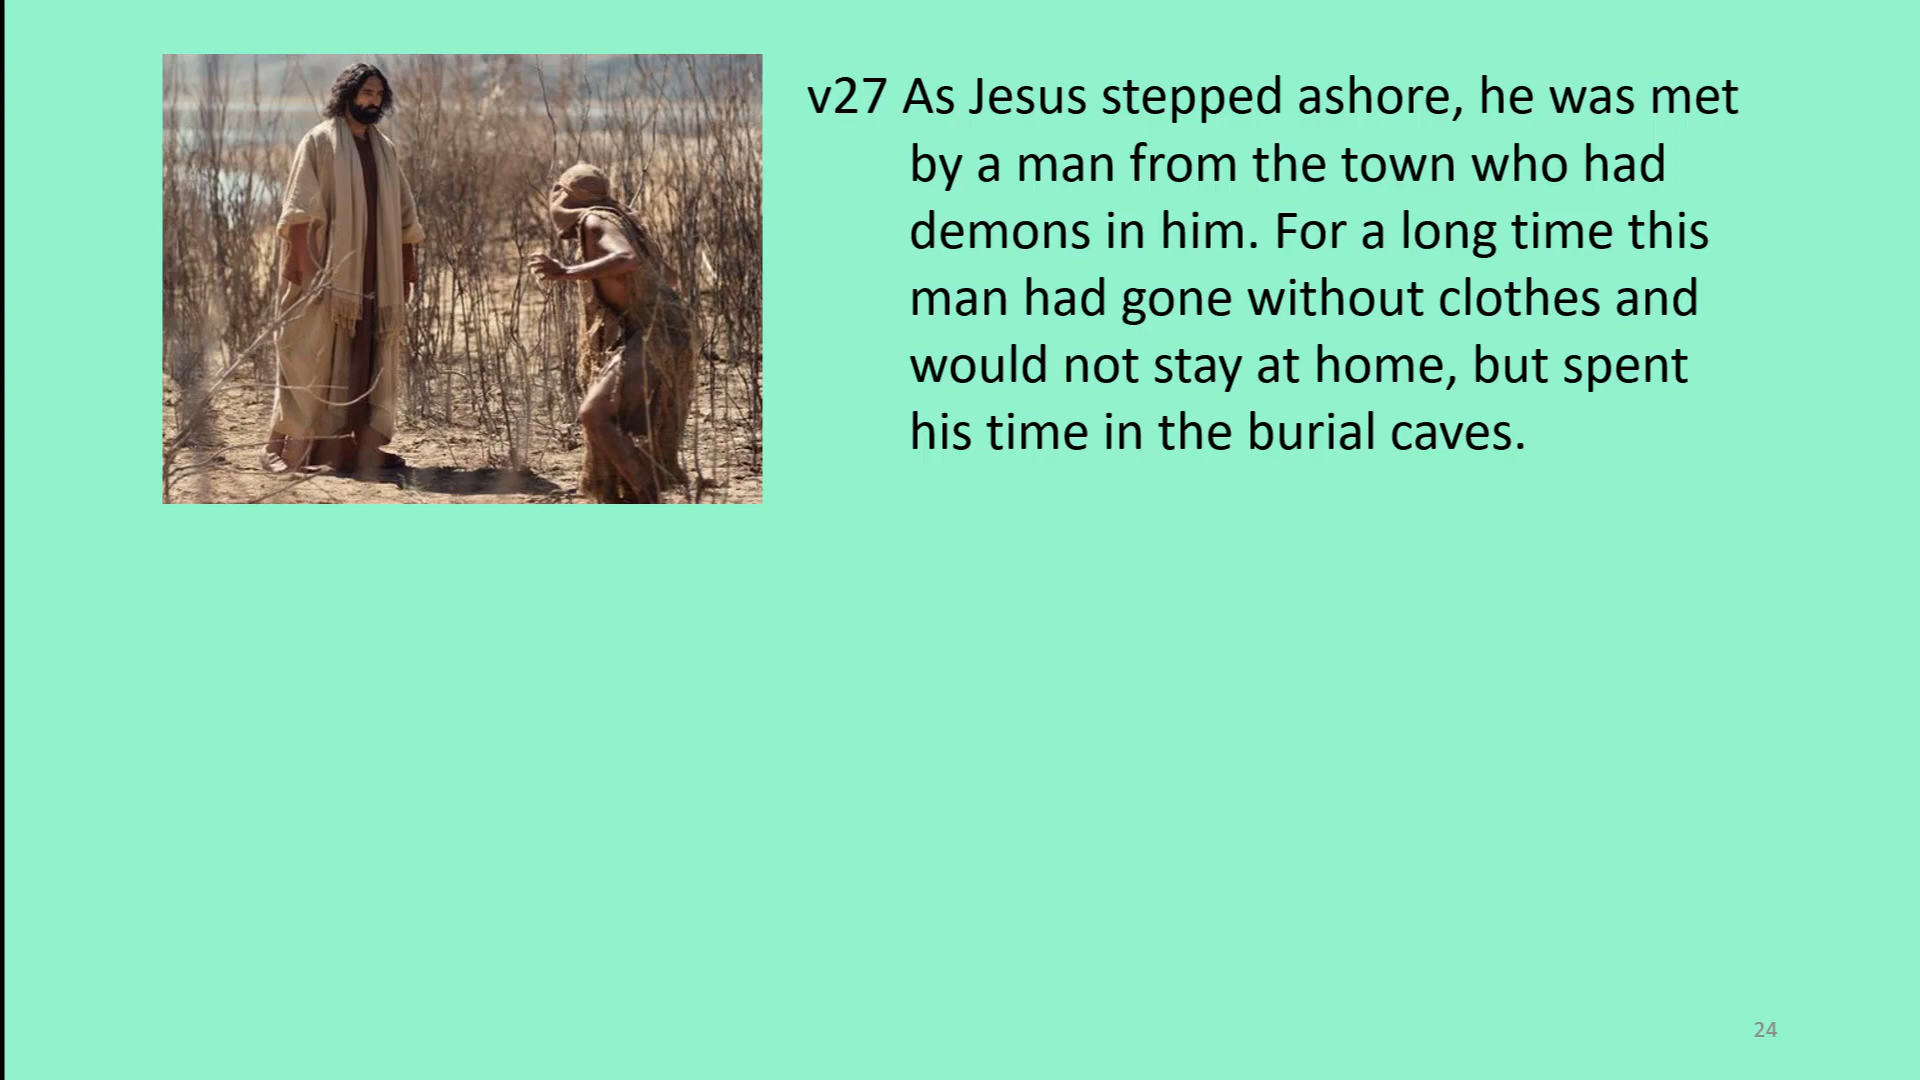 v27 As Jesus stepped ashore, he was met
by a man from the town who had
demons in him. For a long time this
man had gone without clothes and
would not stay at home, but spent
his time in the burial caves.
24